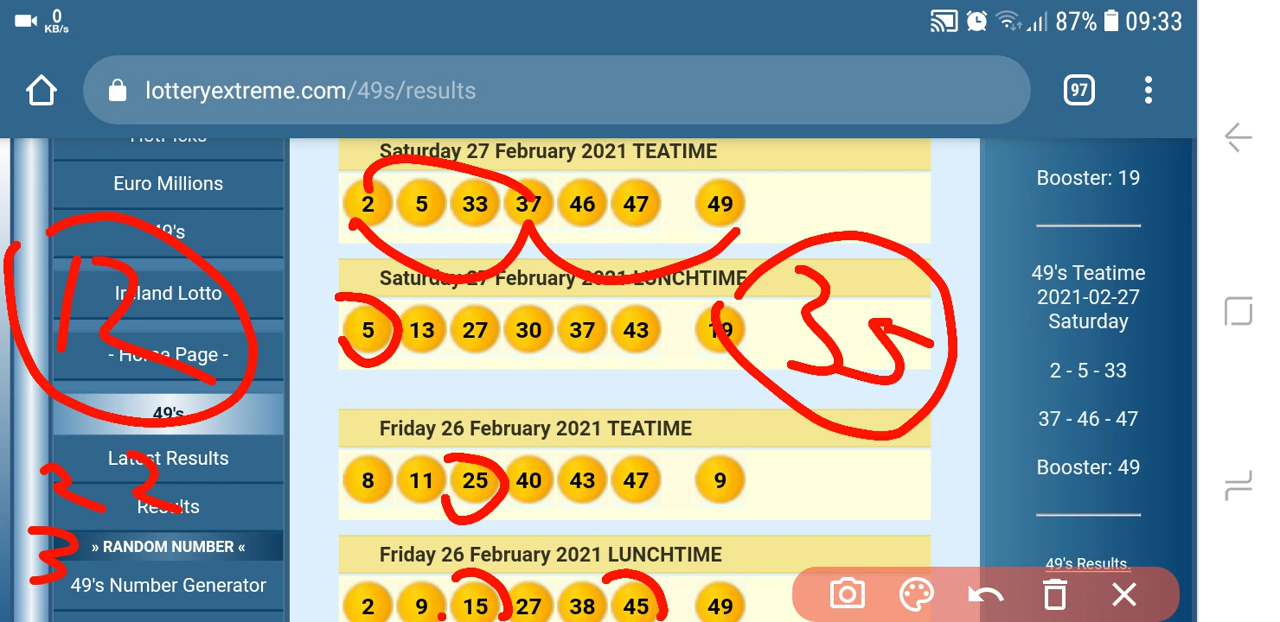 0
KB/s
87% 09:33
lotteryextreme.com/49s/results
97
HotPicks
Euro Millions
49's
Ireland Lotto
- Home Page -
49's
Latest Results
Results
» RANDOM NUMBER «
49's Number Generator
12
3
Saturday 27 February 2021 TEATIME
2 5 33 37 46 47 49
Saturday 27 February 2021 LUNCHTIME
5 13 27 30 37 43 19
Friday 26 February 2021 TEATIME
8 11 25 40 43 47 9
Friday 26 February 2021 LUNCHTIME
2 9 15 27 38 45 49
Booster: 19
49's Teatime
2021-02-27
Saturday
2 - 5 - 33
37 - 46 - 47
Booster: 49
49's Results